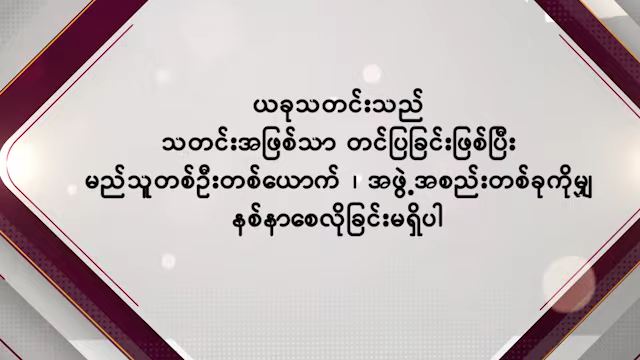 ယခုသတင်းသည်
သတင်းအဖြစ်သာ တင်ပြခြင်းဖြစ်ပြီး
မည်သူတစ်ဦးတစ်ယောက် ၊ အဖွဲ့အစည်းတစ်ခုကိုမျှ
နစ်နာစေလိုခြင်းမရှိပါ